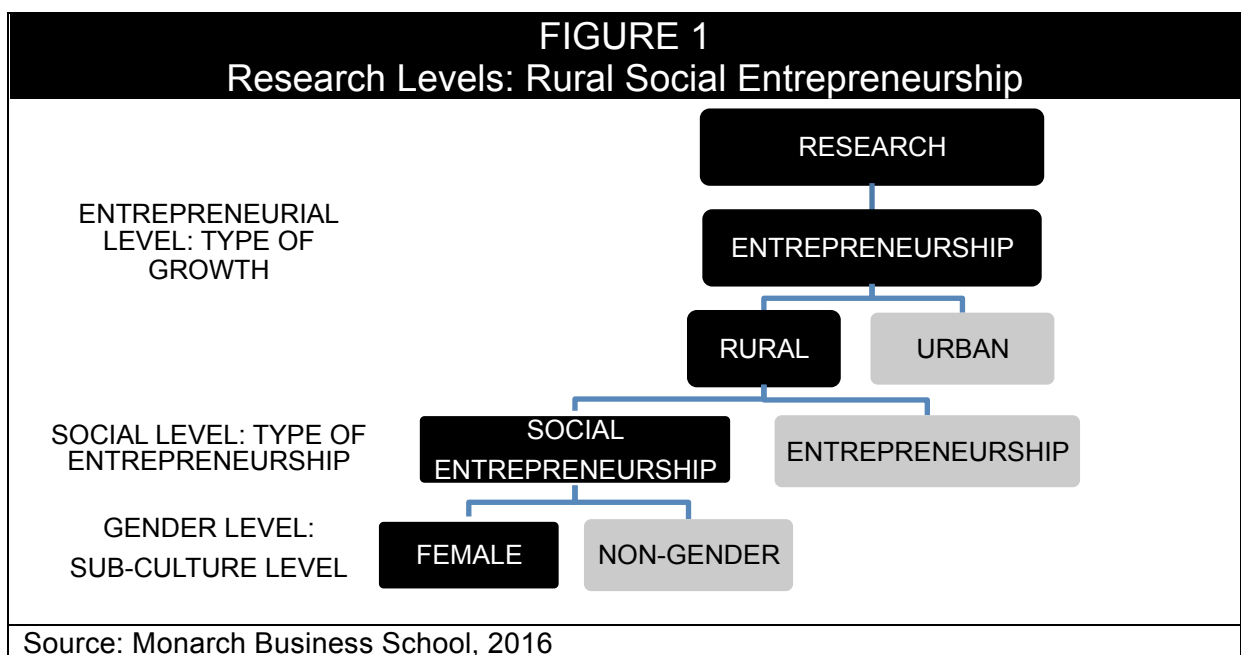 FIGURE 1
Research Levels: Rural Social Entrepreneurship
RESEARCH
ENTREPRENEURIAL
LEVEL: TYPE OF
GROWTH
ENTREPRENEURSHIP
RURAL
URBAN
SOCIAL LEVEL: TYPE OF
ENTREPRENEURSHIP
SOCIAL
ENTREPRENEURSHIP
ENTREPRENEURSHIP
GENDER LEVEL:
SUB-CULTURE LEVEL
FEMALE
NON-GENDER
Source: Monarch Business School, 2016